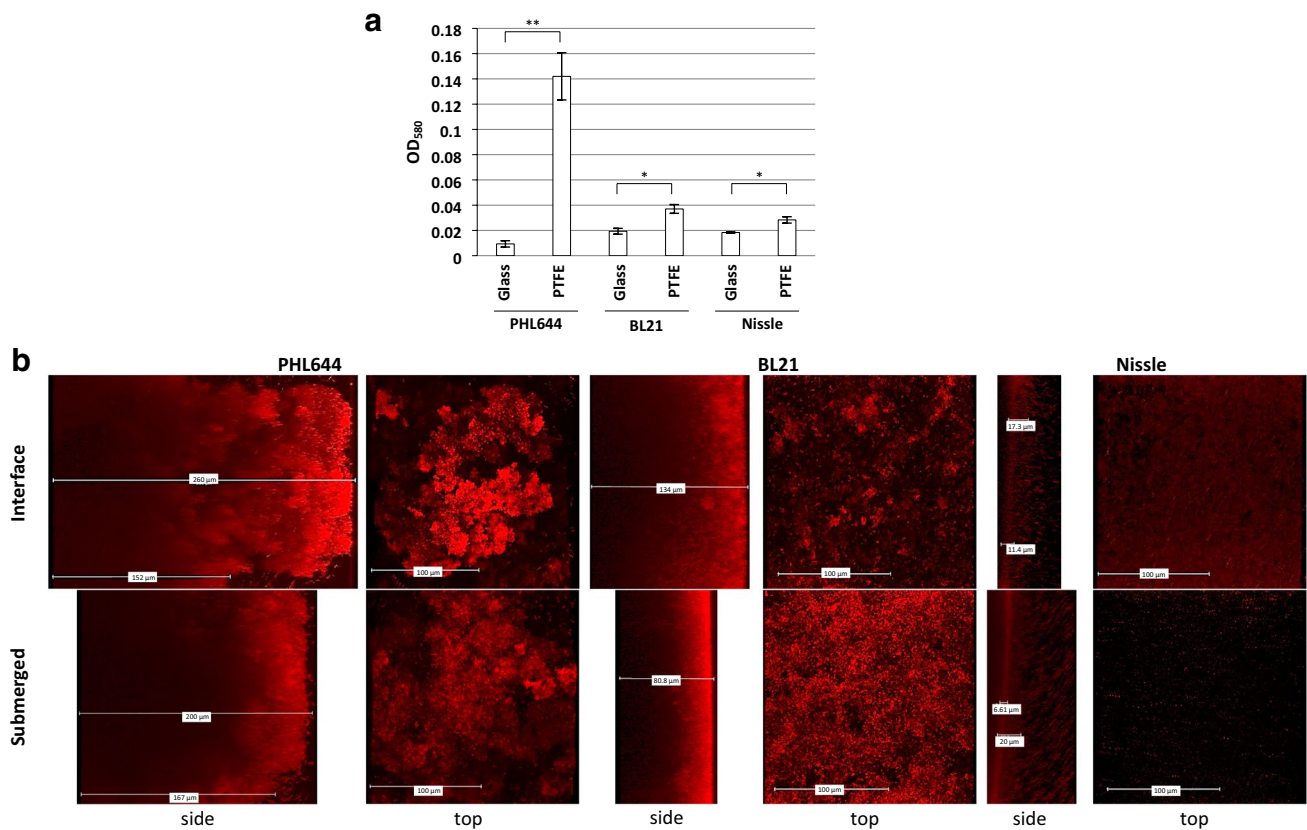 a
**
0.18
0.16
0.14
0.12
0.1
0.08
0.06
0.04
0.02
0
OD580
*
*
Glass
PTFE
Glass
PTFE
Glass
PTFE
PHL644
BL21
Nissle
b
PHL644
BL21
Nissle
Interface
260 µm
152 µm
100 µm
134 µm
100 µm
17.3 µm
11.4 µm
100 µm
Submerged
200 µm
167 µm
100 µm
80.8 µm
100 µm
6.61 µm
20 µm
100 µm
side
top
side
top
side
top